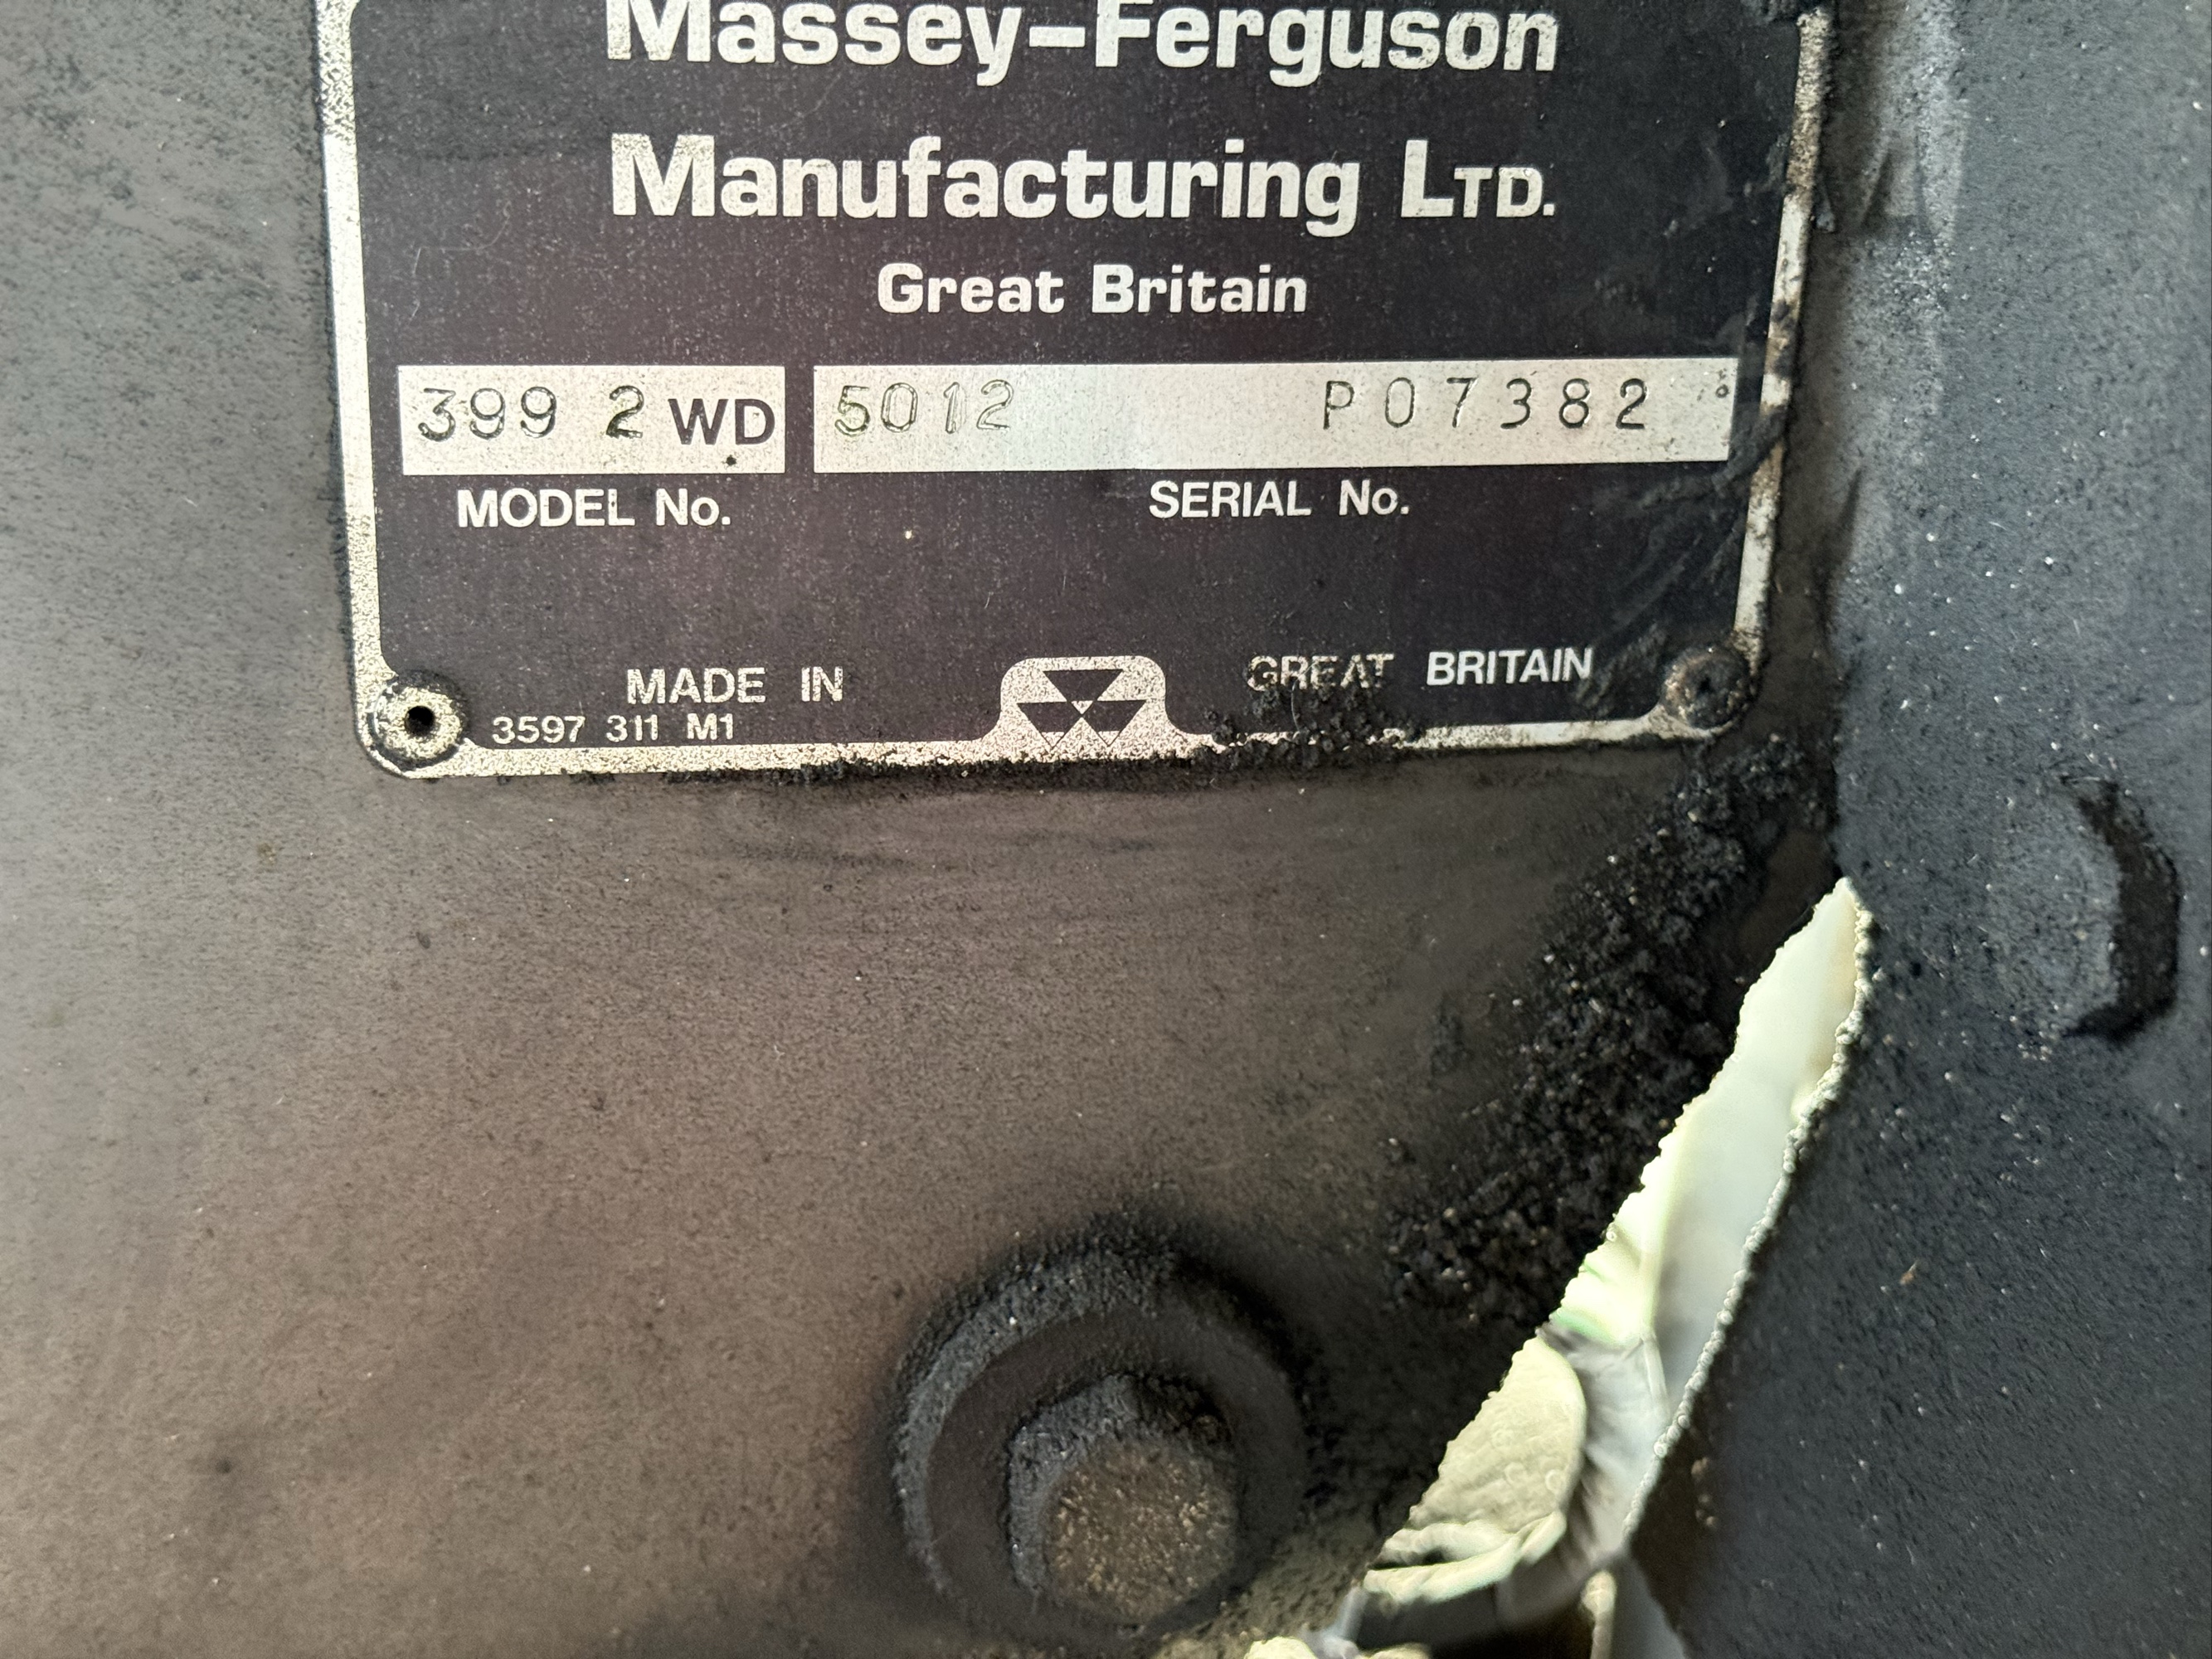 Massey-Ferguson
Manufacturing LTD.
Great Britain
399 2 WD 5012 P07382
MODEL No. SERIAL No.
MADE IN GREAT BRITAIN
3597 311 M1